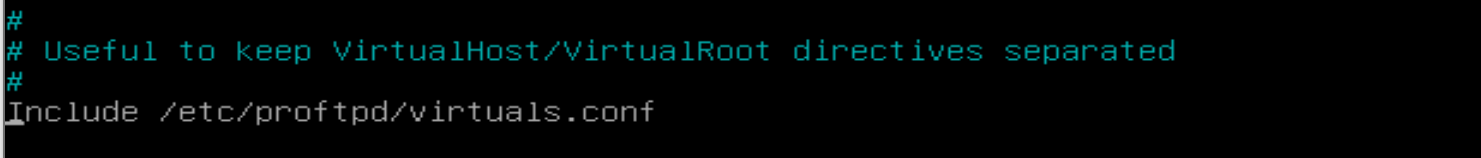 #
# Useful to keep VirtualHost/VirtualRoot directives separated
#
Include /etc/proftpd/virtuals.conf